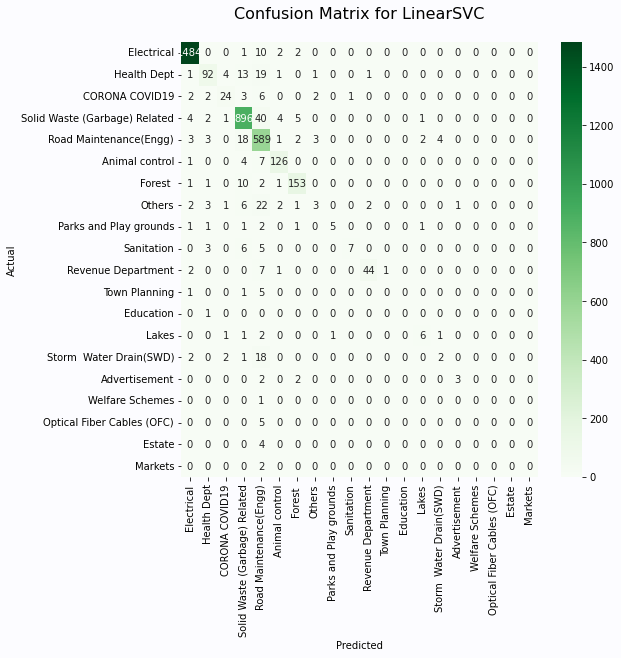 Confusion Matrix for LinearSVC
Electrical 484 0 0 1 10 2 2 0 0 0 0 0 0 0 0 0 0 0 0 0
Health Dept 1 92 4 13 19 1 0 1 0 0 1 0 0 0 0 0 0 0 0 0
CORONA COVID19 2 2 24 3 6 0 0 2 0 1 0 0 0 0 0 0 0 0 0 0
Solid Waste (Garbage) Related 4 2 1 896 40 4 5 0 0 0 0 0 0 1 0 0 0 0 0 0
Road Maintenance(Engg) 3 3 0 18 589 1 2 3 0 0 0 0 0 2 4 0 0 0 0 0
Animal control 1 0 0 4 7 126 0 0 0 0 0 0 0 0 0 0 0 0 0 0
Forest 1 1 0 10 2 1 153 0 0 0 0 0 0 0 0 0 0 0 0 0
Others 2 3 1 6 22 2 1 3 0 0 2 0 0 0 0 1 0 0 0 0
Parks and Play grounds 1 1 0 1 2 0 1 0 5 0 0 0 0 1 0 0 0 0 0 0
Sanitation 0 3 0 6 5 0 0 0 0 7 0 0 0 0 0 0 0 0 0 0
Revenue Department 2 0 0 0 7 1 0 0 0 0 44 1 0 0 0 0 0 0 0 0
Town Planning 1 0 0 1 5 0 0 0 0 0 0 0 0 0 0 0 0 0 0 0
Education 0 1 0 0 0 0 0 0 0 0 0 0 0 0 0 0 0 0 0 0
Lakes 0 0 1 1 2 0 0 0 1 0 0 0 0 6 1 0 0 0 0 0
Storm  Water Drain(SWD) 2 0 2 1 18 0 0 0 0 0 0 0 0 0 2 0 0 0 0 0
Advertisement 0 0 0 0 2 0 2 0 0 0 0 0 0 0 0 3 0 0 0 0
Welfare Schemes 0 0 0 0 1 0 0 0 0 0 0 0 0 0 0 0 0 0 0 0
Optical Fiber Cables (OFC) 0 0 0 0 5 0 0 0 0 0 0 0 0 0 0 0 0 0 0 0
Estate 0 0 0 0 4 0 0 0 0 0 0 0 0 0 0 0 0 0 0 0
Markets 0 0 0 0 2 0 0 0 0 0 0 0 0 0 0 0 0 0 0 0
Actual
Electrical
Health Dept
CORONA COVID19
Solid Waste (Garbage) Related
Road Maintenance(Engg)
Animal control
Forest
Others
Parks and Play grounds
Sanitation
Revenue Department
Town Planning
Education
Lakes
Storm  Water Drain(SWD)
Advertisement
Welfare Schemes
Optical Fiber Cables (OFC)
Estate
Markets
Predicted
1400
1200
1000
800
600
400
200
0